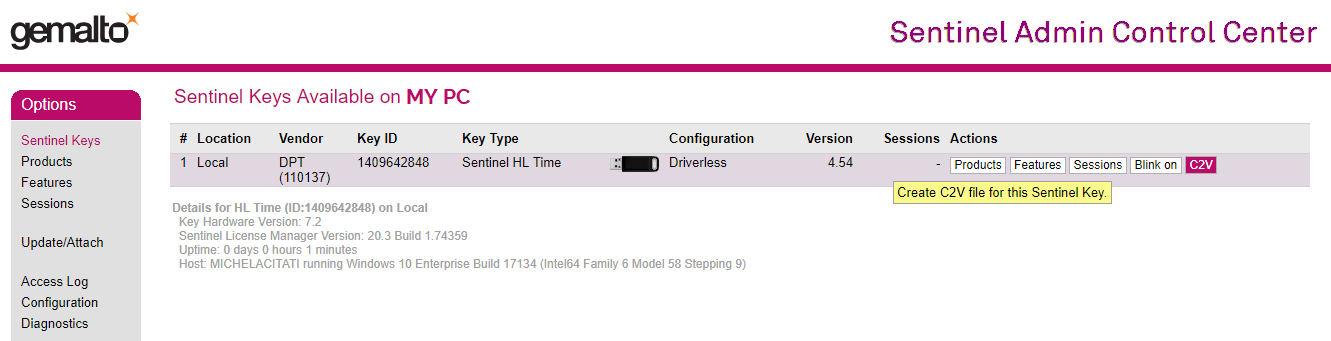 gemalto
Sentinel Admin Control Center
Options
Sentinel Keys
Products
Features
Sessions
Update/Attach
Access Log
Configuration
Diagnostics
Sentinel Keys Available on MY PC
# Location Vendor Key ID Key Type Configuration Version Sessions Actions
1 Local DPT 1409642848 Sentinel HL Time Driverless 4.54 - Products Features Sessions Blink on C2V
(110137)
Create C2V file for this Sentinel Key.
Details for HL Time (ID:1409642848) on Local
Key Hardware Version: 7.2
Sentinel License Manager Version: 20.3 Build 1.74359
Uptime: 0 days 0 hours 1 minutes
Host: MICHELACITATI running Windows 10 Enterprise Build 17134 (Intel64 Family 6 Model 58 Stepping 9)